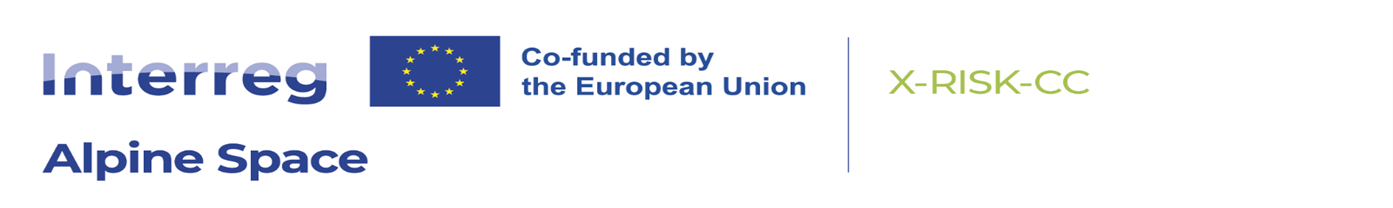 Interreg
Co-funded by
the European Union
Alpine Space
X-RISK-CC